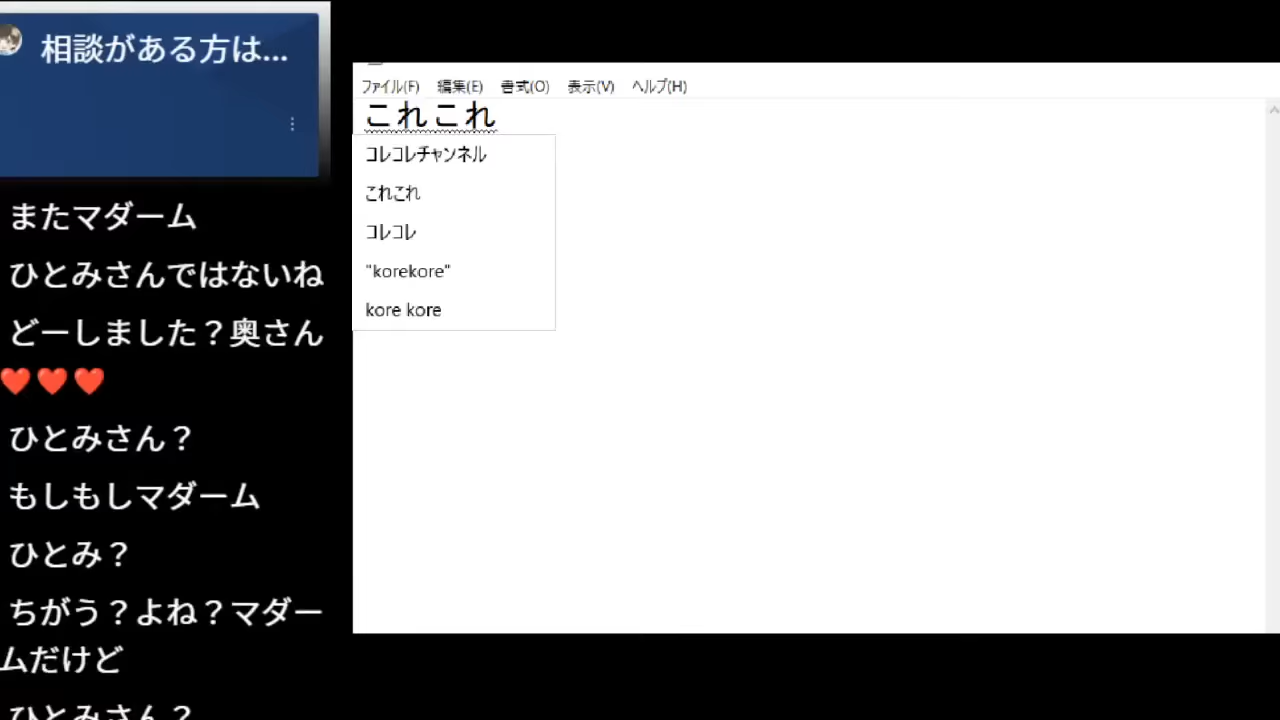 相談がある方は...
またマダーム
ひとみさんではないね
どーしました？奥さん
❤️❤️❤️
ひとみさん？
もしもしマダーム
ひとみ？
ちがう？よね？マダー
ムだけど
ひとみさん？
ファイル(F) 編集(E) 書式(O) 表示(V) ヘルプ(H)
これこれ
コレコレチャンネル
これこれ
コレコレ
"korekore"
kore kore